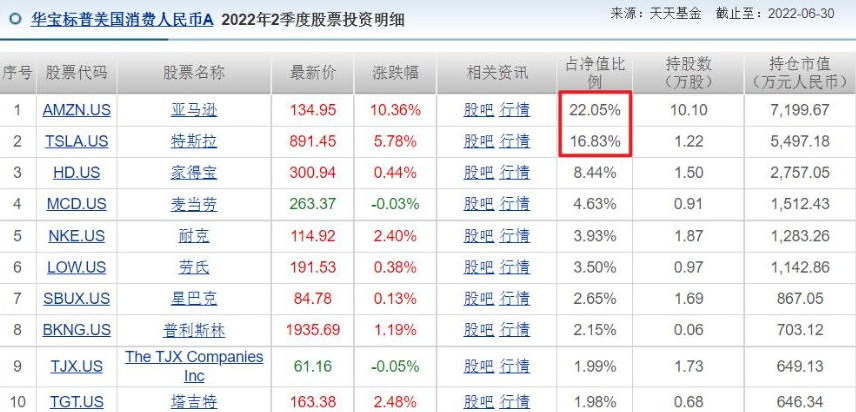 华宝标普美国消费人民币A 2022年2季度股票投资明细 来源：天天基金 截止至：2022-06-30
序号 股票代码 股票名称 最新价 涨跌幅 相关资讯 占净值比例 持股数（万股） 持仓市值（万元人民币）
1 AMZN.US 亚马逊 134.95 10.36% 股吧 行情 22.05% 10.10 7,199.67
2 TSLA.US 特斯拉 891.45 5.78% 股吧 行情 16.83% 1.22 5,497.18
3 HD.US 家得宝 300.94 0.44% 股吧 行情 8.44% 1.50 2,757.05
4 MCD.US 麦当劳 263.37 -0.03% 股吧 行情 4.63% 0.91 1,512.43
5 NKE.US 耐克 114.92 2.40% 股吧 行情 3.93% 1.87 1,283.26
6 LOW.US 劳氏 191.53 0.38% 股吧 行情 3.50% 0.97 1,142.86
7 SBUX.US 星巴克 84.78 0.13% 股吧 行情 2.65% 1.69 867.05
8 BKNG.US 普利斯林 1935.69 1.19% 股吧 行情 2.15% 0.06 703.12
9 TJX.US The TJX Companies Inc 61.16 -0.05% 股吧 行情 1.99% 1.73 649.13
10 TGT.US 塔吉特 163.38 2.48% 股吧 行情 1.98% 0.68 646.34